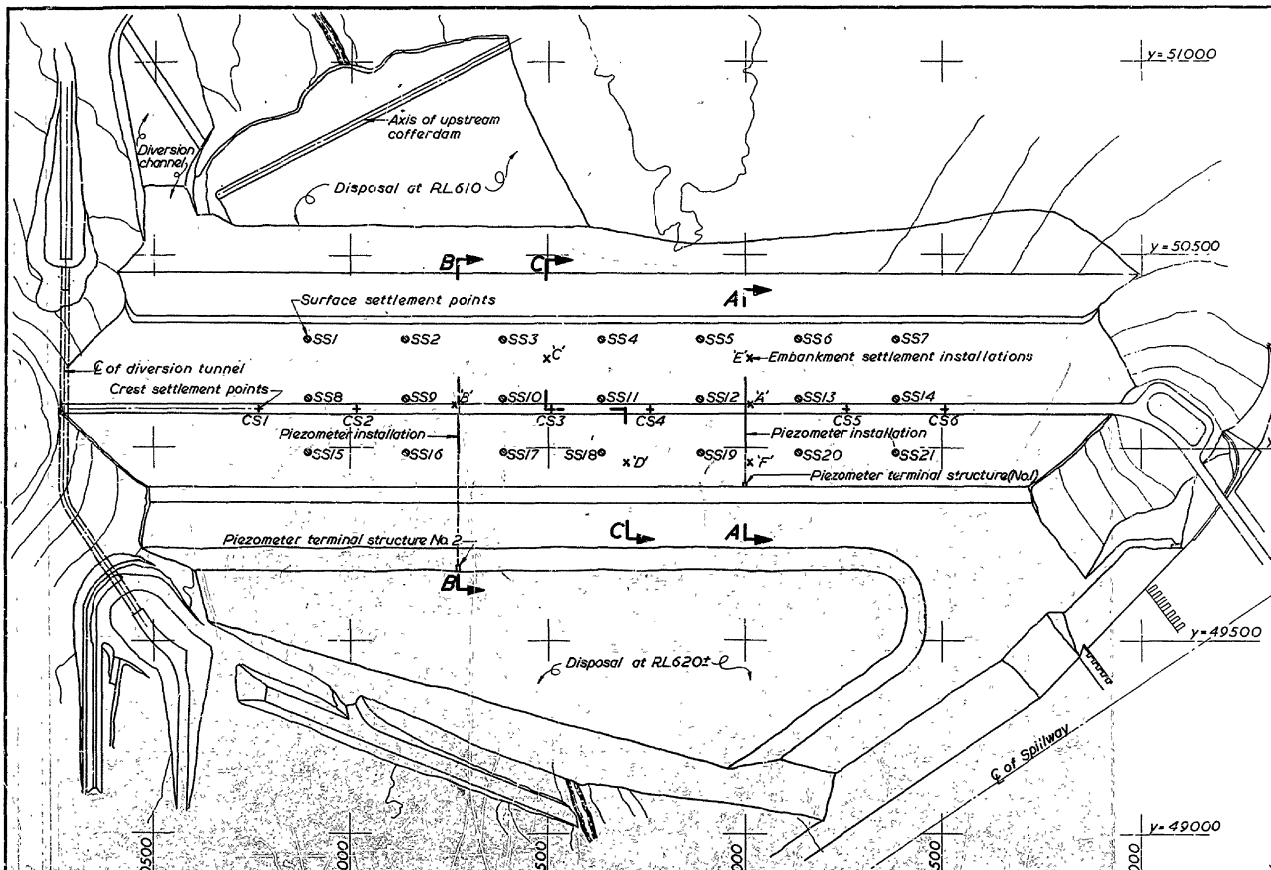 y= 51000
Axis of upstream
cofferdam
Diversion
channel
Disposal at RL610
y=50500
B
C
A
Surface settlement points
SS1
SS2
SS3
SS4
SS5
SS6
SS7
'C'
'E'
Embankment settlement installations
℄ of diversion tunnel
Crest settlement points
SS8
SS9
'B'
SS10
SS11
SS12
'A'
SS13
SS14
CS1
CS2
CS3
CS4
CS5
CS6
Piezometer installation
Piezometer installation
SS15
SS16
SS17
SS18
'D'
SS19
'F'
SS20
SS21
Piezometer terminal structure (No.1)
Piezometer terminal structure No. 2
C
A
B
y=49500
Disposal at RL620±
℄ of Spillway
y=49000